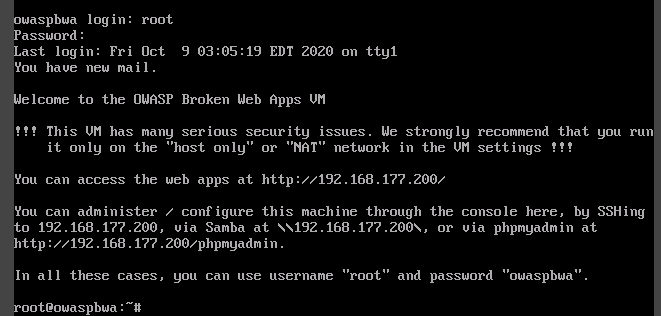 owaspbwa login: root
Password:
Last login: Fri Oct  9 03:05:19 EDT 2020 on tty1
You have new mail.
Welcome to the OWASP Broken Web Apps VM
!!! This VM has many serious security issues. We strongly recommend that you run
it only on the "host only" or "NAT" network in the VM settings !!!
You can access the web apps at http://192.168.177.200/
You can administer / configure this machine through the console here, by SSHing
to 192.168.177.200, via Samba at \\192.168.177.200\, or via phpmyadmin at
http://192.168.177.200/phpmyadmin.
In all these cases, you can use username "root" and password "owaspbwa".
root@owaspbwa:~#